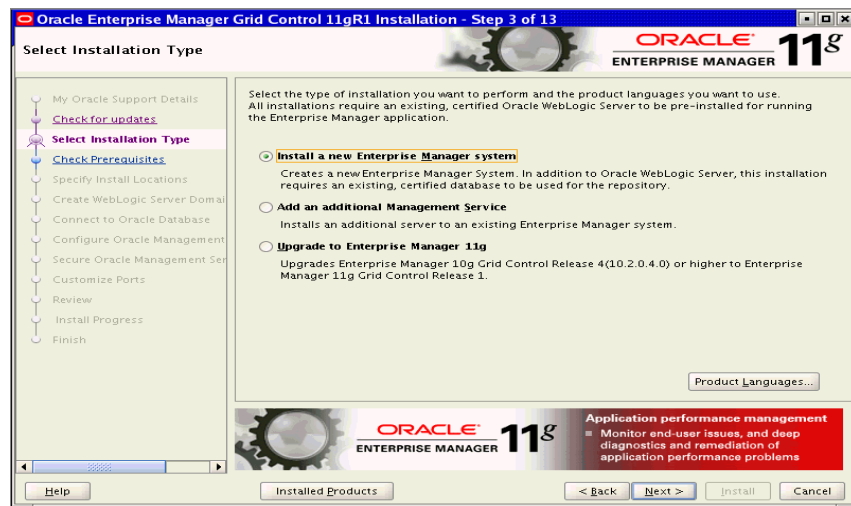 Oracle Enterprise Manager Grid Control 11gR1 Installation - Step 3 of 13
Select Installation Type
ORACLE
ENTERPRISE MANAGER 11g
My Oracle Support Details
Check for updates
Select Installation Type
Check Prerequisites
Specify Install Locations
Create WebLogic Server Domai
Connect to Oracle Database
Configure Oracle Management
Secure Oracle Management Ser
Customize Ports
Review
Install Progress
Finish
Select the type of installation you want to perform and the product languages you want to use.
All installations require an existing, certified Oracle WebLogic Server to be pre-installed for running
the Enterprise Manager application.
Install a new Enterprise Manager system
Creates a new Enterprise Manager System. In addition to Oracle WebLogic Server, this installation
requires an existing, certified database to be used for the repository.
Add an additional Management Service
Installs an additional server to an existing Enterprise Manager system.
Upgrade to Enterprise Manager 11g
Upgrades Enterprise Manager 10g Grid Control Release 4(10.2.0.4.0) or higher to Enterprise
Manager 11g Grid Control Release 1.
Product Languages...
ORACLE
ENTERPRISE MANAGER 11g
Application performance management
Monitor end-user issues, and deep
diagnostics and remediation of
application performance problems
Help
Installed Products
< Back
Next >
Install
Cancel